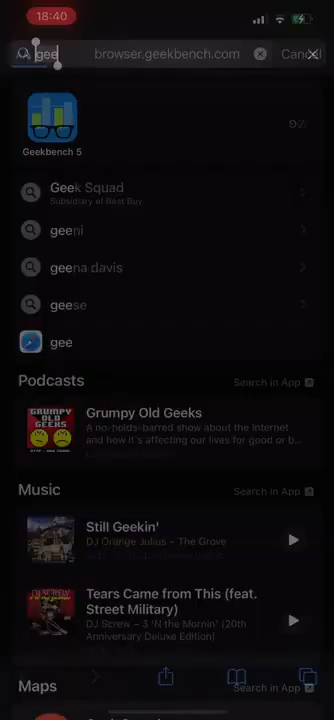 18:40
gee
browser.geekbench.com
Geekbench 5
Geek Squad
Subsidiary of Best Buy
geeni
geena davis
geese
gee
Podcasts
Search in App
GRUMPY OLD GEEKS
Grumpy Old Geeks
A no-holds-barred show about the Internet
and how it's affecting our lives for good or b...
Music
Search in App
Still Geekin'
DJ Orange Julius – The Grove
Tears Came from This (feat.
Street Military)
DJ Screw – 3 'N the Mornin' (20th
Anniversary Deluxe Edition)
Maps
Search in App